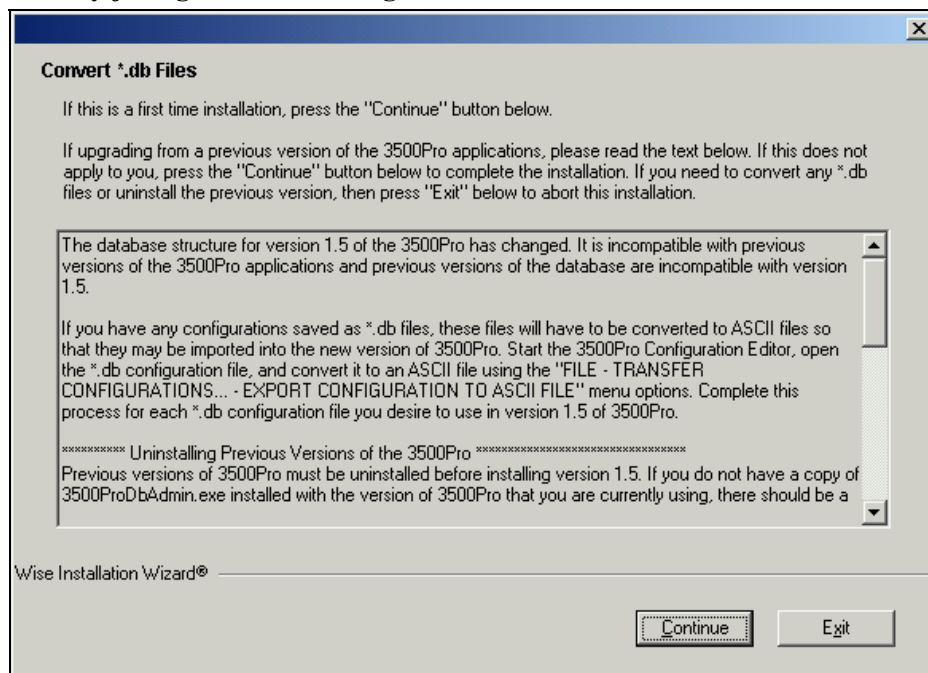 Convert *.db Files
If this is a first time installation, press the "Continue" button below.
If upgrading from a previous version of the 3500Pro applications, please read the text below. If this does not
apply to you, press the "Continue" button below to complete the installation. If you need to convert any *.db
files or uninstall the previous version, then press "Exit" below to abort this installation.
The database structure for version 1.5 of the 3500Pro has changed. It is incompatible with previous
versions of the 3500Pro applications and previous versions of the database are incompatible with version
1.5.
If you have any configurations saved as *.db files, these files will have to be converted to ASCII files so
that they may be imported into the new version of 3500Pro. Start the 3500Pro Configuration Editor, open
the *.db configuration file, and convert it to an ASCII file using the "FILE - TRANSFER
CONFIGURATIONS... - EXPORT CONFIGURATION TO ASCII FILE" menu options. Complete this
process for each *.db configuration file you desire to use in version 1.5 of 3500Pro.
********** Uninstalling Previous Versions of the 3500Pro *********************************
Previous versions of 3500Pro must be uninstalled before installing version 1.5. If you do not have a copy of
3500ProDbAdmin.exe installed with the version of 3500Pro that you are currently using, there should be a
Wise Installation Wizard®
Continue
Exit